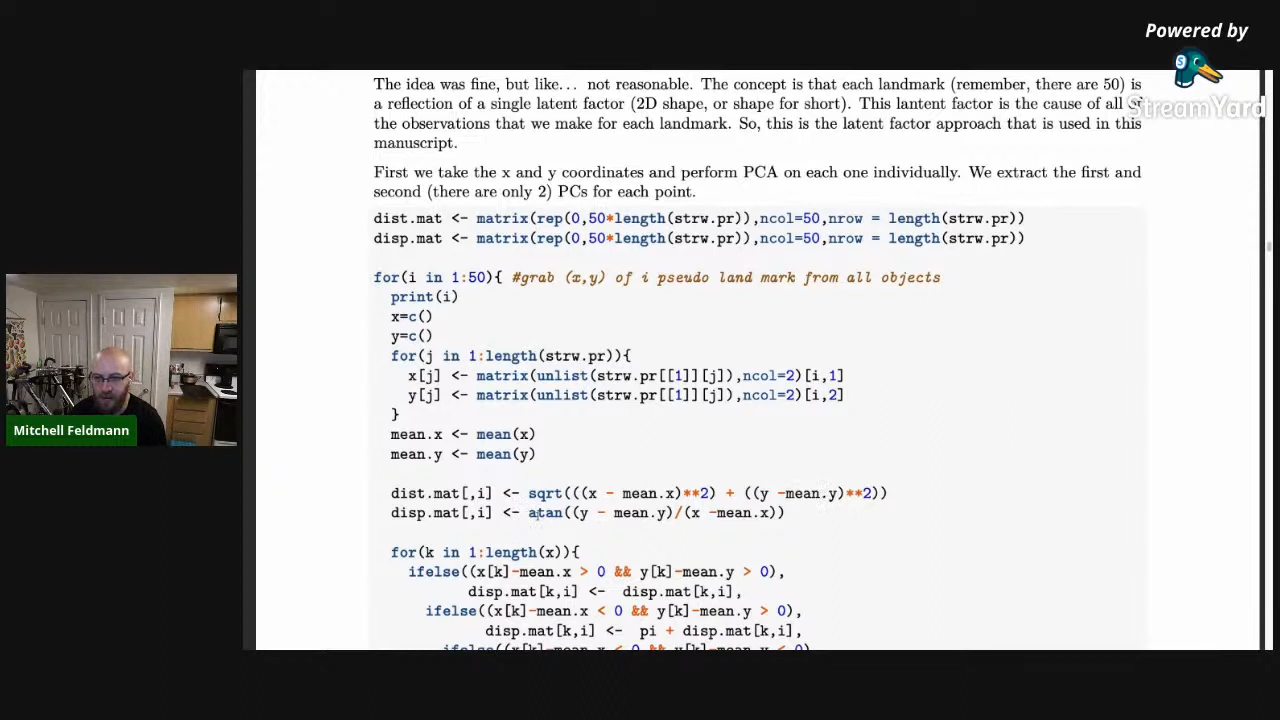 Powered by
StreamYard
The idea was fine, but like... not reasonable. The concept is that each landmark (remember, there are 50) is
a reflection of a single latent factor (2D shape, or shape for short). This lantent factor is the cause of all of
the observations that we make for each landmark. So, this is the latent factor approach that is used in this
manuscript.
First we take the x and y coordinates and perform PCA on each one individually. We extract the first and
second (there are only 2) PCs for each point.
dist.mat <- matrix(rep(0,50*length(strw.pr)),ncol=50,nrow = length(strw.pr))
disp.mat <- matrix(rep(0,50*length(strw.pr)),ncol=50,nrow = length(strw.pr))
for(i in 1:50){ #grab (x,y) of i pseudo land mark from all objects
print(i)
x=c()
y=c()
for(j in 1:length(strw.pr)){
x[j] <- matrix(unlist(strw.pr[[1]][j]),ncol=2)[i,1]
y[j] <- matrix(unlist(strw.pr[[1]][j]),ncol=2)[i,2]
}
mean.x <- mean(x)
mean.y <- mean(y)
dist.mat[,i] <- sqrt(((x - mean.x)**2) + ((y -mean.y)**2))
disp.mat[,i] <- atan((y - mean.y)/(x -mean.x))
for(k in 1:length(x)){
ifelse((x[k]-mean.x > 0 && y[k]-mean.y > 0),
disp.mat[k,i] <- disp.mat[k,i],
ifelse((x[k]-mean.x < 0 && y[k]-mean.y > 0),
disp.mat[k,i] <- pi + disp.mat[k,i],
ifelse((x[k]-mean.x < 0 && y[k]-mean.y < 0)
Mitchell Feldmann